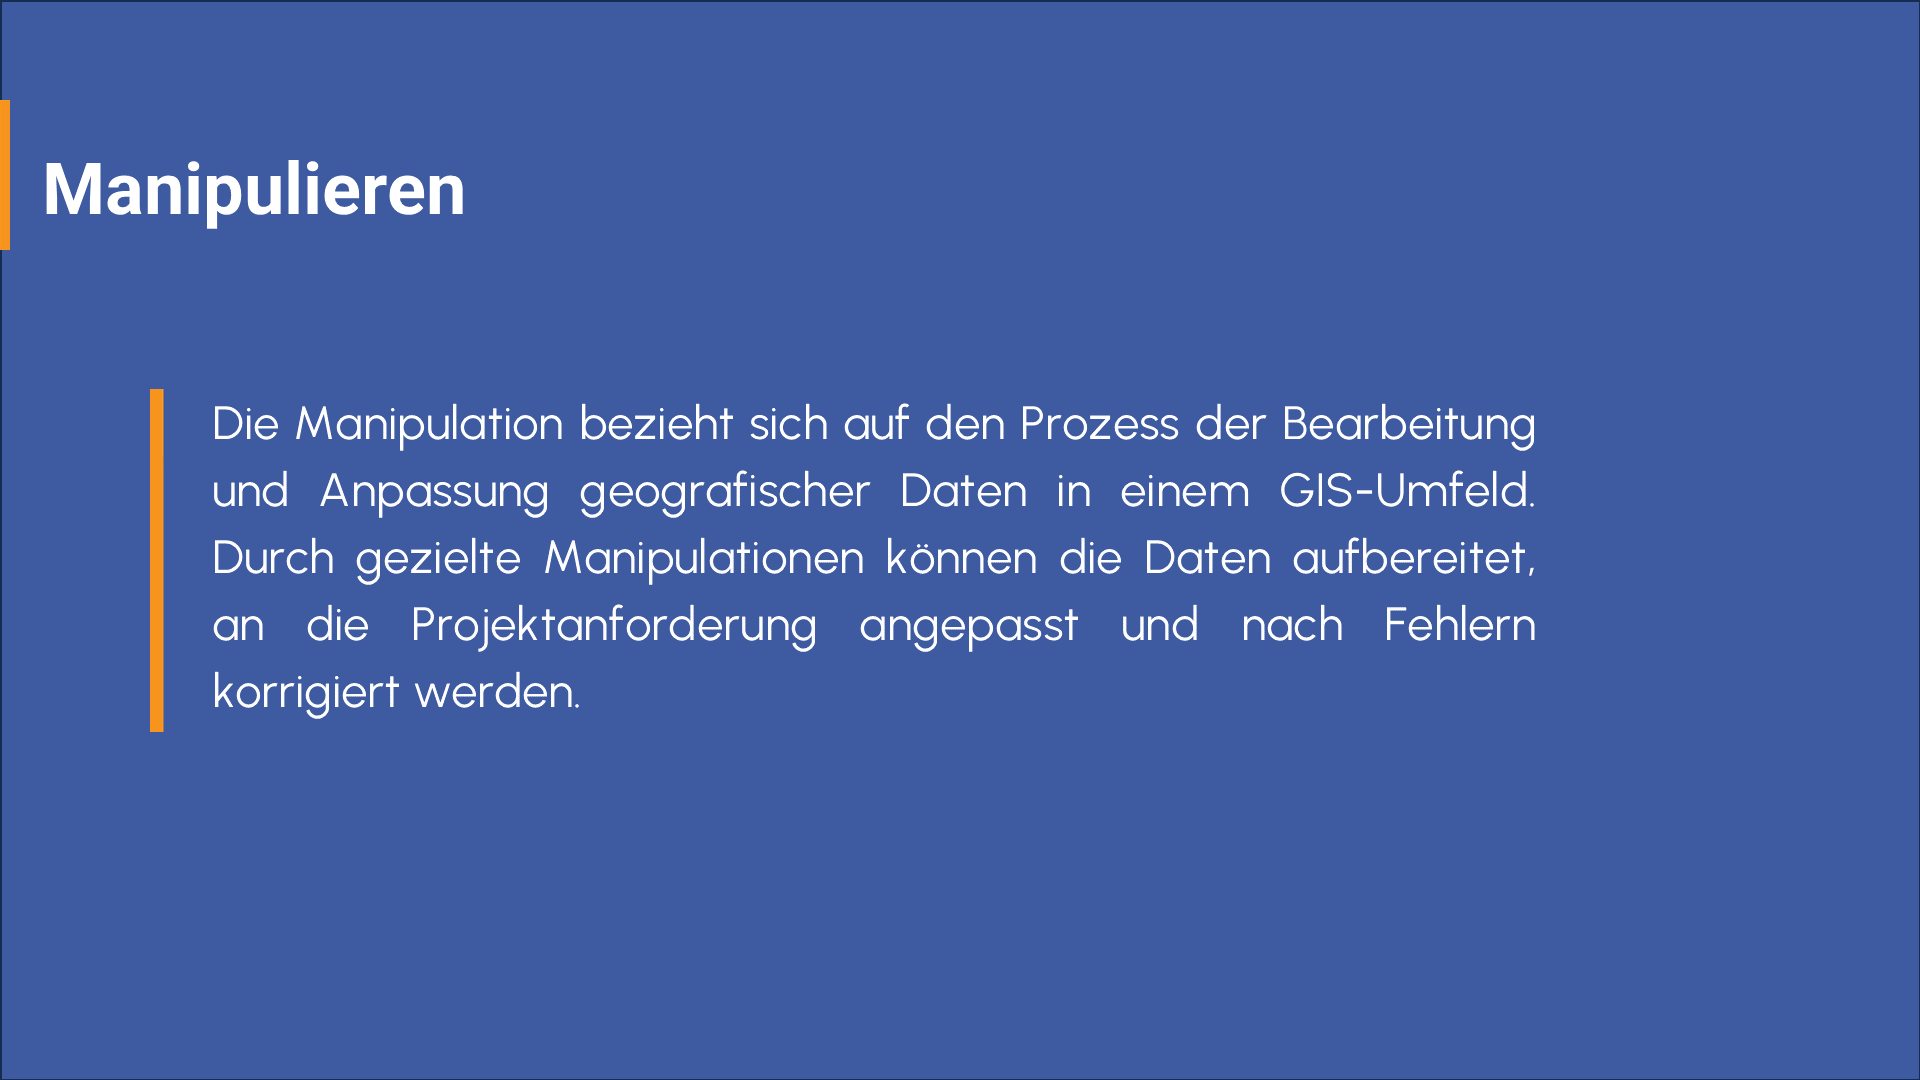 Manipulieren
Die Manipulation bezieht sich auf den Prozess der Bearbeitung
und Anpassung geografischer Daten in einem GIS-Umfeld.
Durch gezielte Manipulationen können die Daten aufbereitet,
an die Projektanforderung angepasst und nach Fehlern
korrigiert werden.